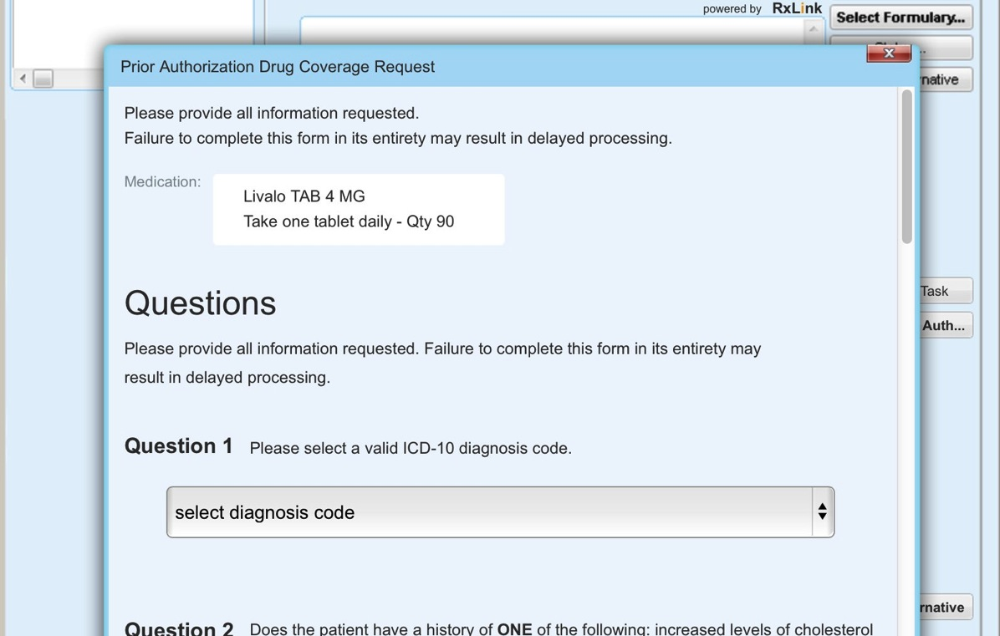 powered by RxLink
Select Formulary...
Prior Authorization Drug Coverage Request
X
native
Please provide all information requested.
Failure to complete this form in its entirety may result in delayed processing.
Medication:
Livalo TAB 4 MG
Take one tablet daily - Qty 90
Task
Questions
Auth...
Please provide all information requested. Failure to complete this form in its entirety may
result in delayed processing.
Question 1 Please select a valid ICD-10 diagnosis code.
select diagnosis code
rnative
Question 2 Does the patient have a history of ONE of the following: increased levels of cholesterol